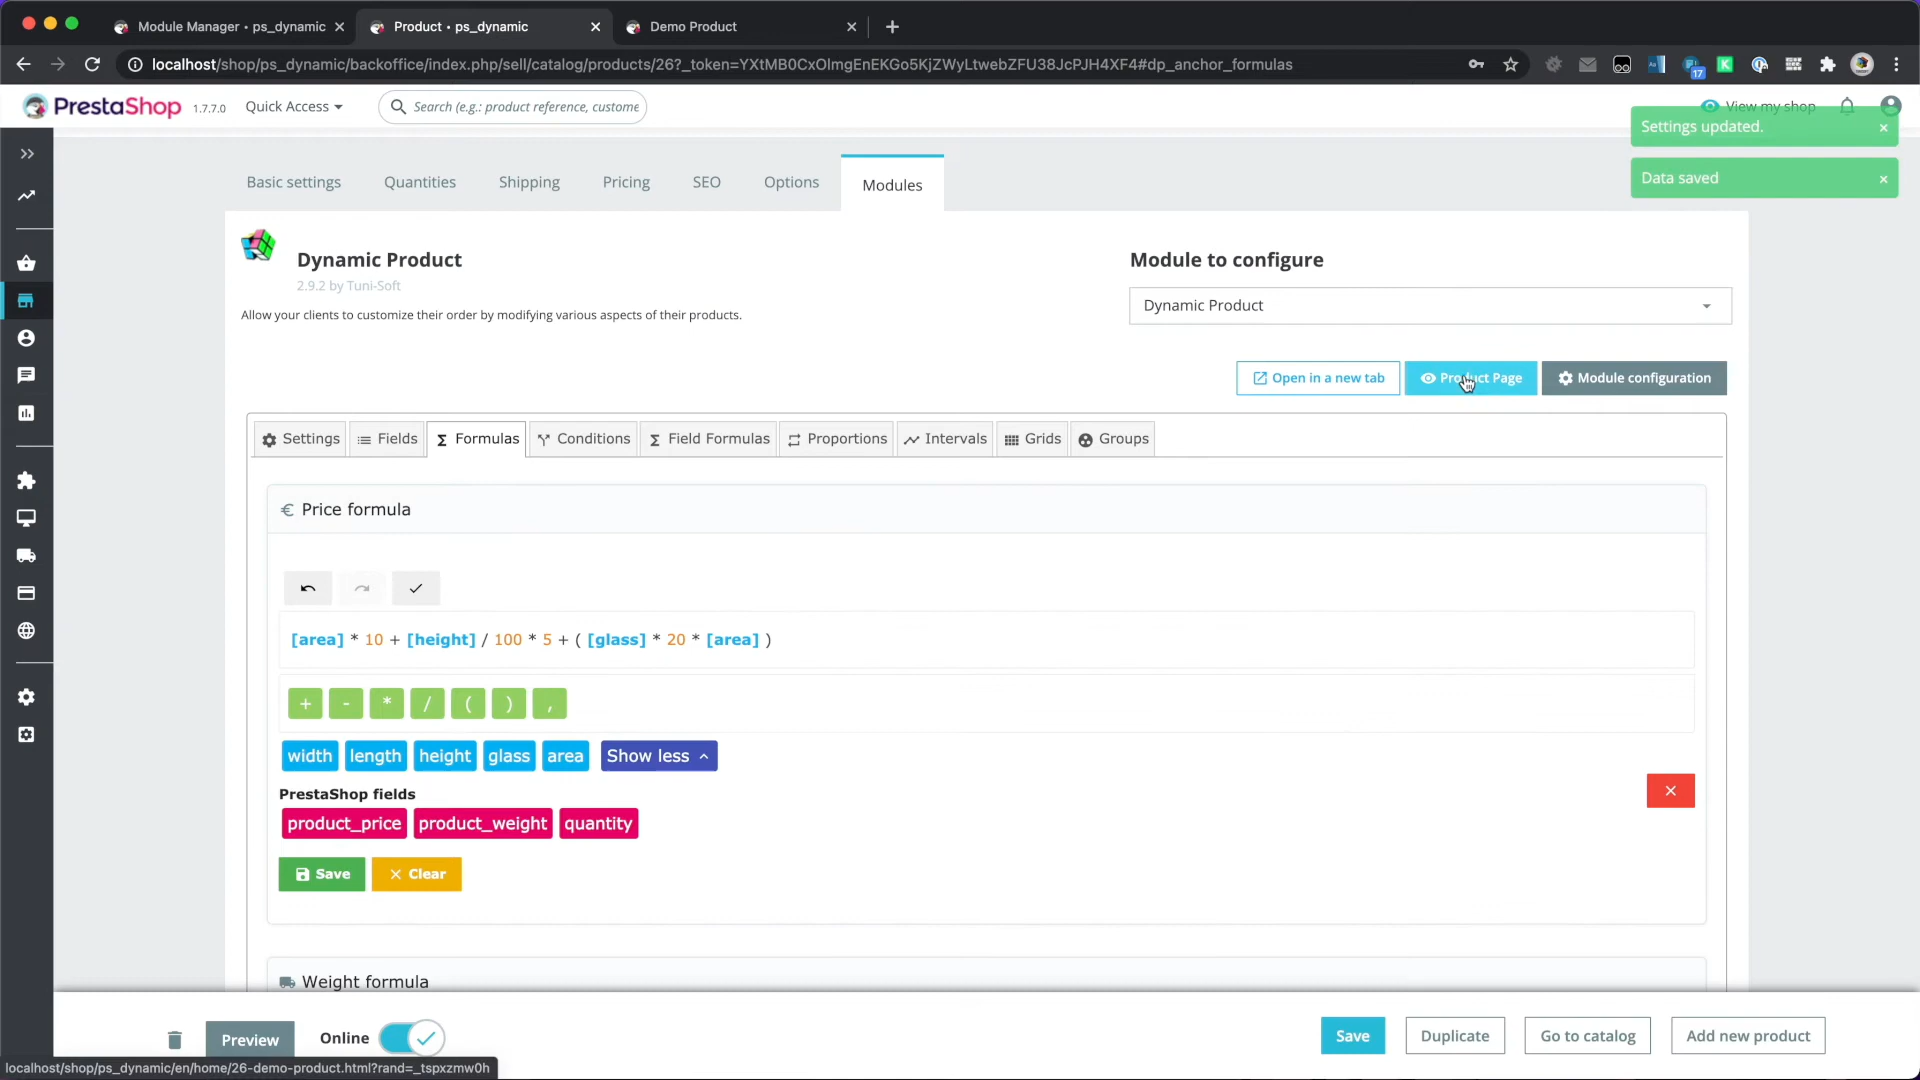 Module Manager • ps_dynamic
Product • ps_dynamic
Demo Product
localhost/shop/ps_dynamic/backoffice/index.php/sell/catalog/products/26?_token=YXtMB0CxOlmgEnEKGo5KjZWyLtwebZFU38JcPJH4XF4#dp_anchor_formulas
17
PrestaShop 1.7.7.0
Quick Access
Search (e.g.: product reference, custome
View my shop
Settings updated.
Data saved
Basic settings
Quantities
Shipping
Pricing
SEO
Options
Modules
Dynamic Product
2.9.2 by Tuni-Soft
Allow your clients to customize their order by modifying various aspects of their products.
Module to configure
Dynamic Product
Open in a new tab
Product Page
Module configuration
Settings
Fields
Formulas
Conditions
Field Formulas
Proportions
Intervals
Grids
Groups
€ Price formula
[area] * 10 + [height] / 100 * 5 + ( [glass] * 20 * [area] )
+ - * / ( ) ,
width length height glass area Show less
PrestaShop fields
product_price product_weight quantity
Save
Clear
Weight formula
Preview
Online
Save
Duplicate
Go to catalog
Add new product
localhost/shop/ps_dynamic/en/home/26-demo-product.html?rand=_tspxzmw0h